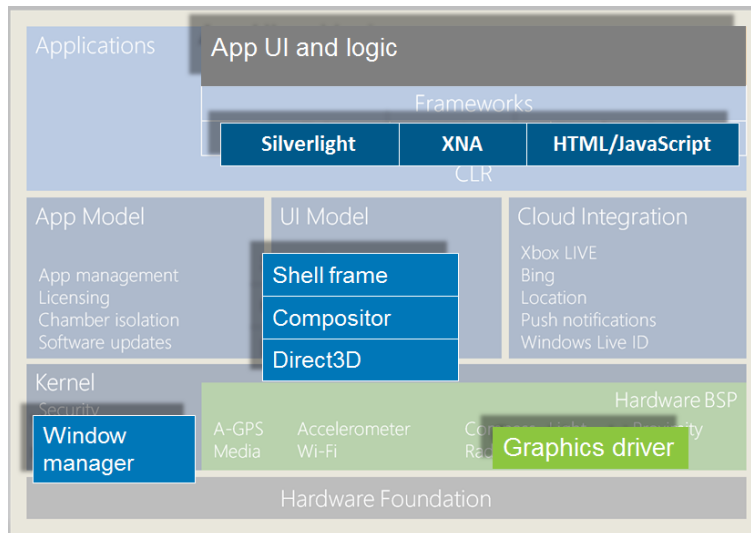 Applications
App UI and logic
Frameworks
Silverlight XNA HTML/JavaScript
CLR
App Model
App management
Licensing
Chamber isolation
Software updates
UI Model
Shell frame
Compositor
Direct3D
Cloud Integration
Xbox LIVE
Bing
Location
Push notifications
Windows Live ID
Kernel
Security
Window
manager
Hardware BSP
A-GPS Accelerometer
Media Wi-Fi
Graphics driver
Hardware Foundation